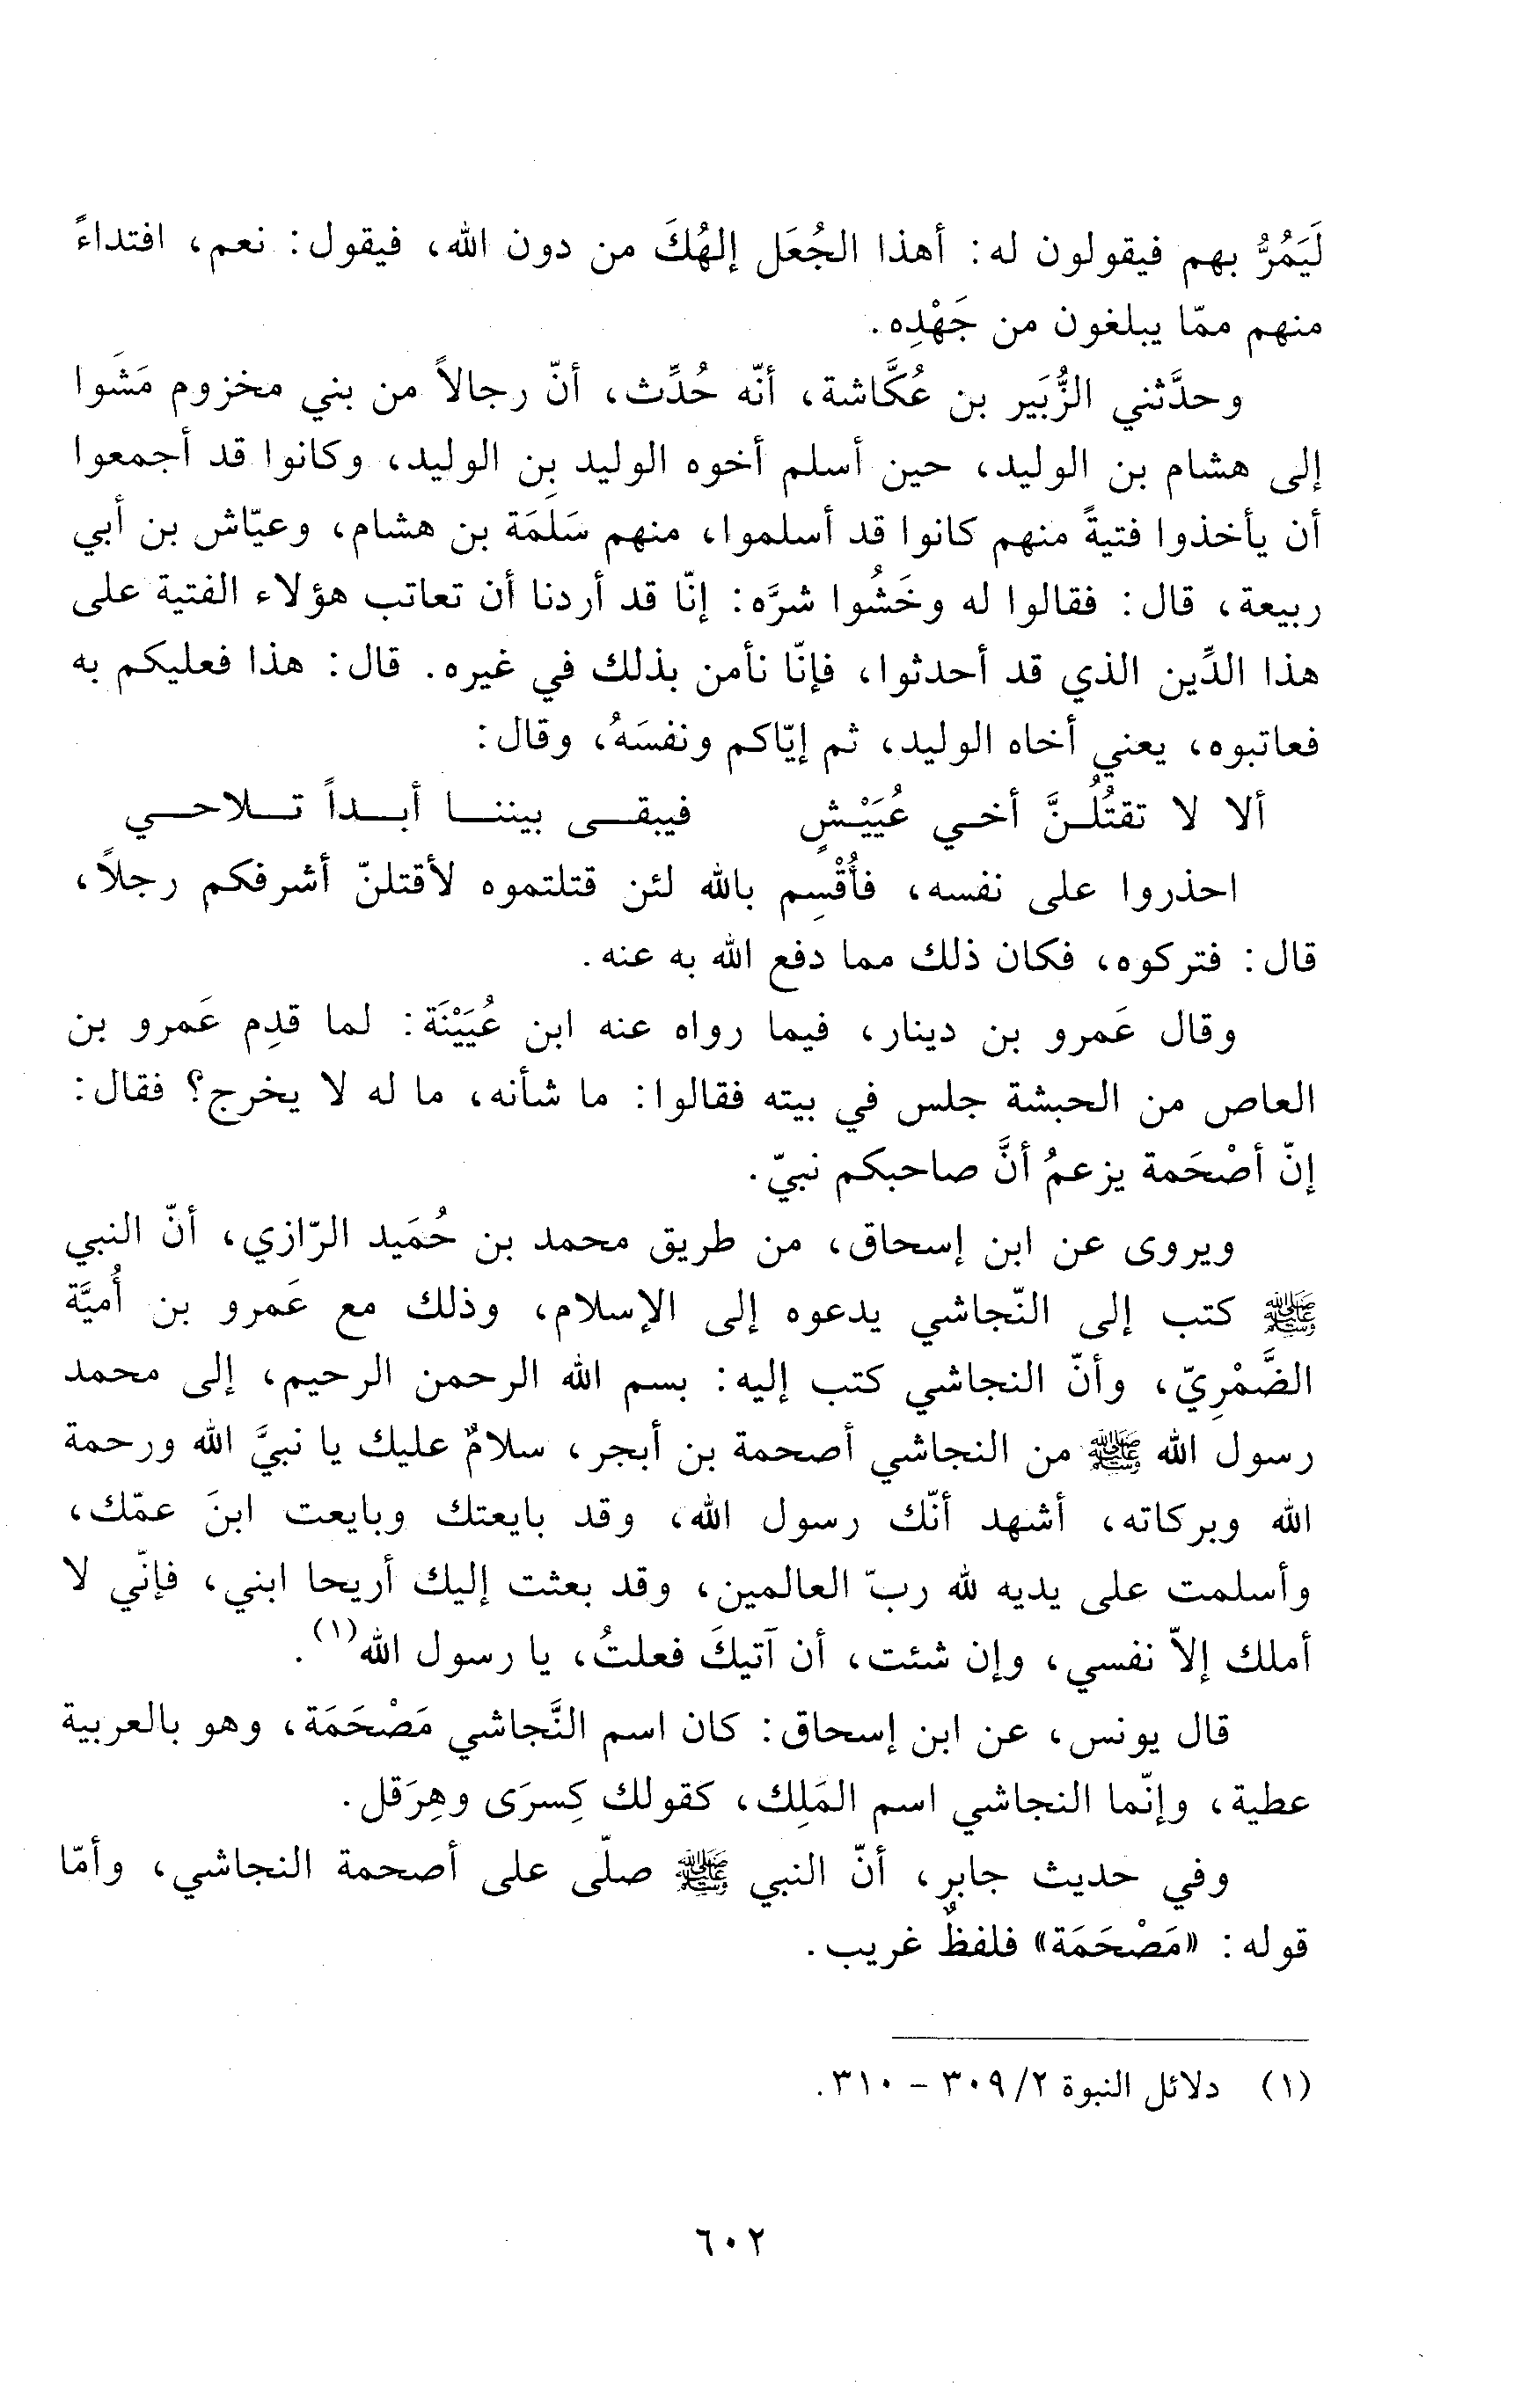 لَيَمُرُّ بهم فيقولون له: أهذا الجُعَل إلهُكَ من دون الله، فيقول: نعم، افتداءً
منهم ممّا يبلغون من جَهْدِه.
وحدَّثني الزُّبَير بن عُكَّاشة، أنّه حُدِّث، أنّ رجالاً من بني مخزوم مَشَوا
إلى هشام بن الوليد، حين أسلم أخوه الوليد بن الوليد، وكانوا قد أجمعوا
أن يأخذوا فتيةً منهم كانوا قد أسلموا، منهم سَلَمَة بن هشام، وعيّاش بن أبي
ربيعة، قال: فقالوا له وخَشُوا شرَّه: إنّا قد أردنا أن تعاتب هؤلاء الفتية على
هذا الدِّين الذي قد أحدثوا، فإنّا نأمن بذلك في غيره. قال: هذا فعليكم به
فعاتبوه، يعني أخاه الوليد، ثم إيّاكم ونفسَهُ، وقال:
ألا لا تقتُلُـنَّ أخـي عُيَيْـشٍ فيبقـى بيننـا أبـداً تـلاحـي
احذروا على نفسه، فأُقْسِم بالله لئن قتلتموه لأقتلنّ أشرفكم رجلاً،
قال: فتركوه، فكان ذلك مما دفع الله به عنه.
وقال عَمرو بن دينار، فيما رواه عنه ابن عُيَيْنَة: لما قدِم عَمرو بن
العاص من الحبشة جلس في بيته فقالوا: ما شأنه، ما له لا يخرج؟ فقال:
إنّ أصْحَمة يزعمُ أنَّ صاحبكم نبيّ.
ويروى عن ابن إسحاق، من طريق محمد بن حُمَيد الرّازي، أنّ النبي
ﷺ كتب إلى النّجاشي يدعوه إلى الإسلام، وذلك مع عَمرو بن أُميَّة
الضَّمْرِيّ، وأنّ النجاشي كتب إليه: بسم الله الرحمن الرحيم، إلى محمد
رسول الله ﷺ من النجاشي أصحمة بن أبجر، سلامٌ عليك يا نبيَّ الله ورحمة
الله وبركاته، أشهد أنّك رسول الله، وقد بايعتك وبايعت ابنَ عمّك،
وأسلمت على يديه لله ربّ العالمين، وقد بعثت إليك أريحا ابني، فإنّي لا
أملك إلاّ نفسي، وإن شئت، أن آتيكَ فعلتُ، يا رسول الله(١).
قال يونس، عن ابن إسحاق: كان اسم النَّجاشي مَصْحَمَة، وهو بالعربية
عطية، وإنّما النجاشي اسم المَلِك، كقولك كِسرَى وهِرَقل.
وفي حديث جابر، أنّ النبي ﷺ صلّى على أصحمة النجاشي، وأمّا
قوله: «مَصْحَمَة» فلفظٌ غريب.
(١) دلائل النبوة ٢/ ٣٠٩ - ٣١٠.
٦٠٢